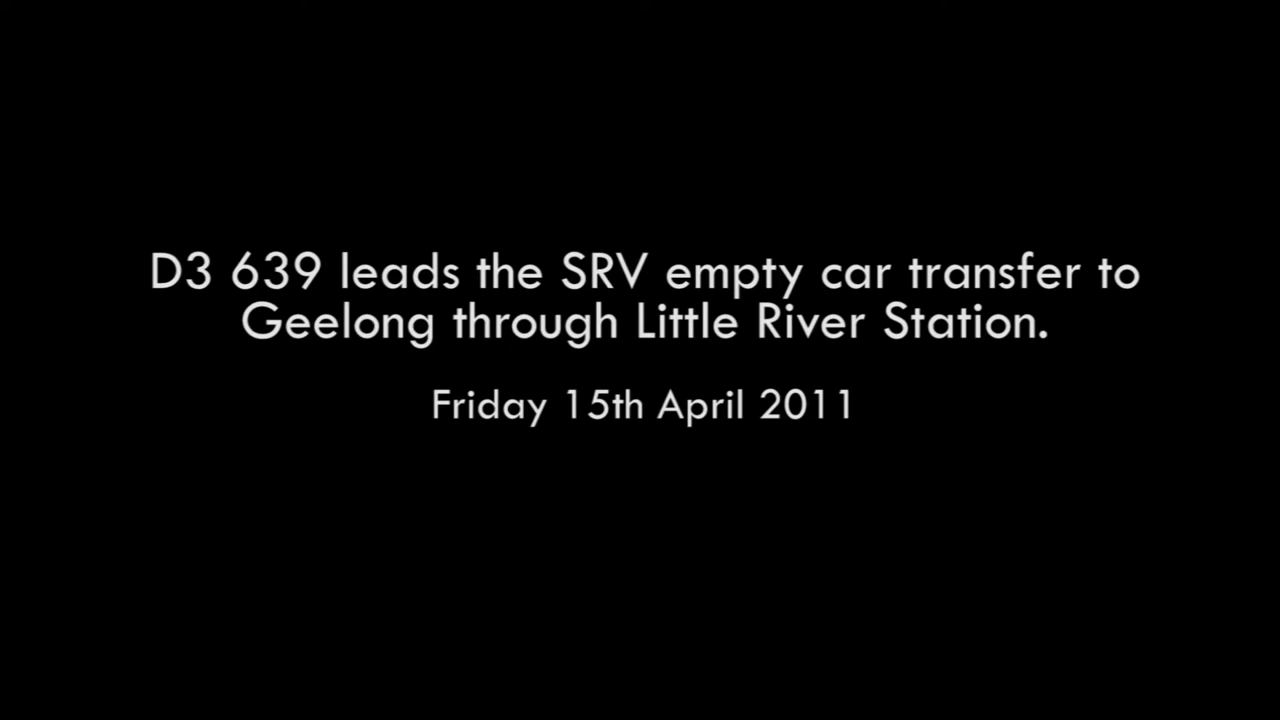 D3 639 leads the SRV empty car transfer to
Geelong through Little River Station.
Friday 15th April 2011